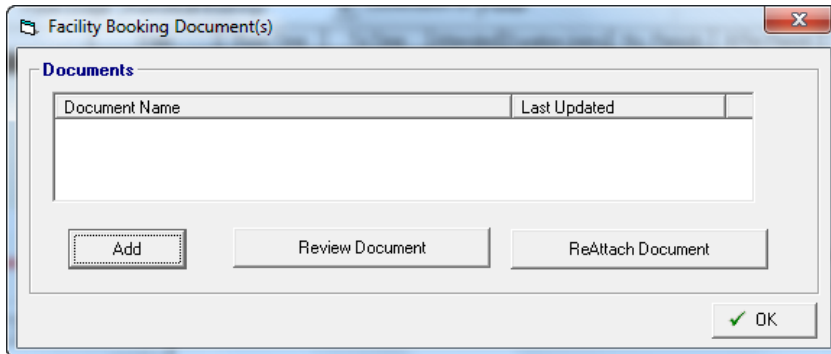 Facility Booking Document(s)
Documents
Document Name Last Updated
Add Review Document ReAttach Document
OK